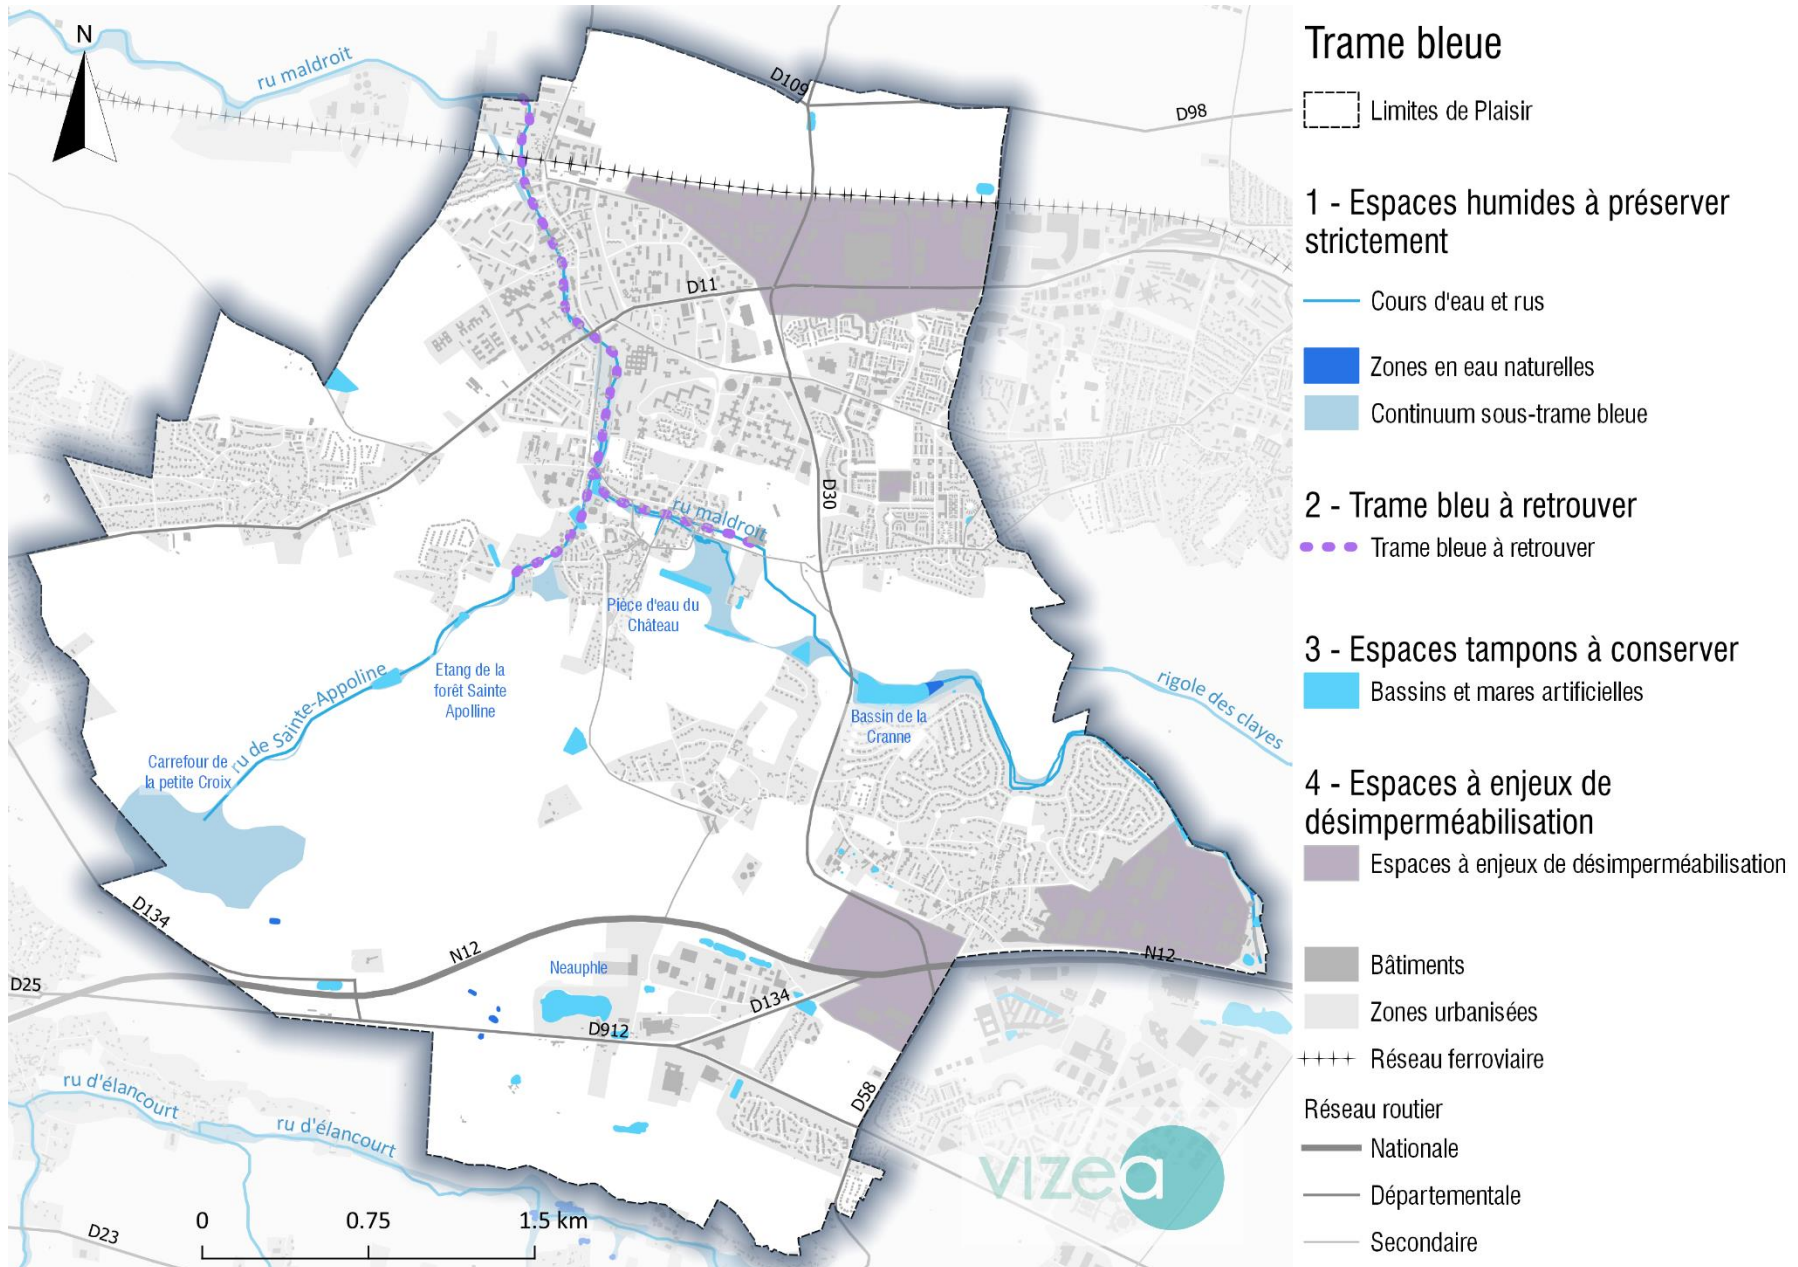 N
ru maldroit
D109
D98
D11
D30
ru maldroit
Pièce d'eau du
Château
Etang de la
forêt Sainte
Apolline
ru de Sainte-Appoline
Carrefour de
la petite Croix
Bassin de la
Cranne
rigole des clayes
D134
N12
N12
D25
Neauphle
D134
D912
D58
ru d'élancourt
ru d'élancourt
D23
0 0.75 1.5 km
vizea
Trame bleue
Limites de Plaisir
1 - Espaces humides à préserver
strictement
Cours d'eau et rus
Zones en eau naturelles
Continuum sous-trame bleue
2 - Trame bleu à retrouver
Trame bleue à retrouver
3 - Espaces tampons à conserver
Bassins et mares artificielles
4 - Espaces à enjeux de
désimperméabilisation
Espaces à enjeux de désimperméabilisation
Bâtiments
Zones urbanisées
Réseau ferroviaire
Réseau routier
Nationale
Départementale
Secondaire